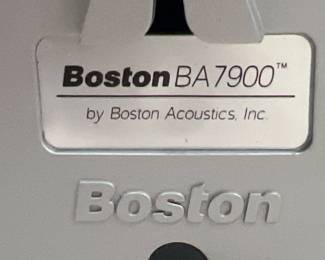 Boston BA7900™
by Boston Acoustics, Inc.
Boston